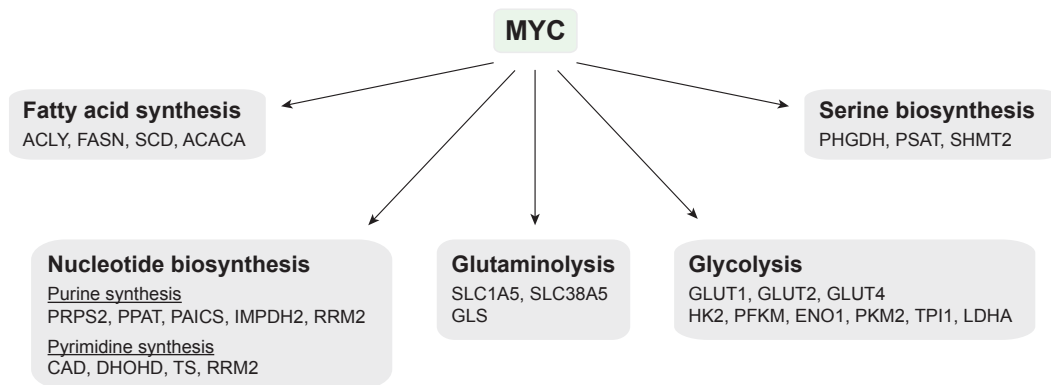 MYC
Fatty acid synthesis
ACLY, FASN, SCD, ACACA
Serine biosynthesis
PHGDH, PSAT, SHMT2
Nucleotide biosynthesis
Purine synthesis
PRPS2, PPAT, PAICS, IMPDH2, RRM2
Pyrimidine synthesis
CAD, DHOHD, TS, RRM2
Glutaminolysis
SLC1A5, SLC38A5
GLS
Glycolysis
GLUT1, GLUT2, GLUT4
HK2, PFKM, ENO1, PKM2, TPI1, LDHA